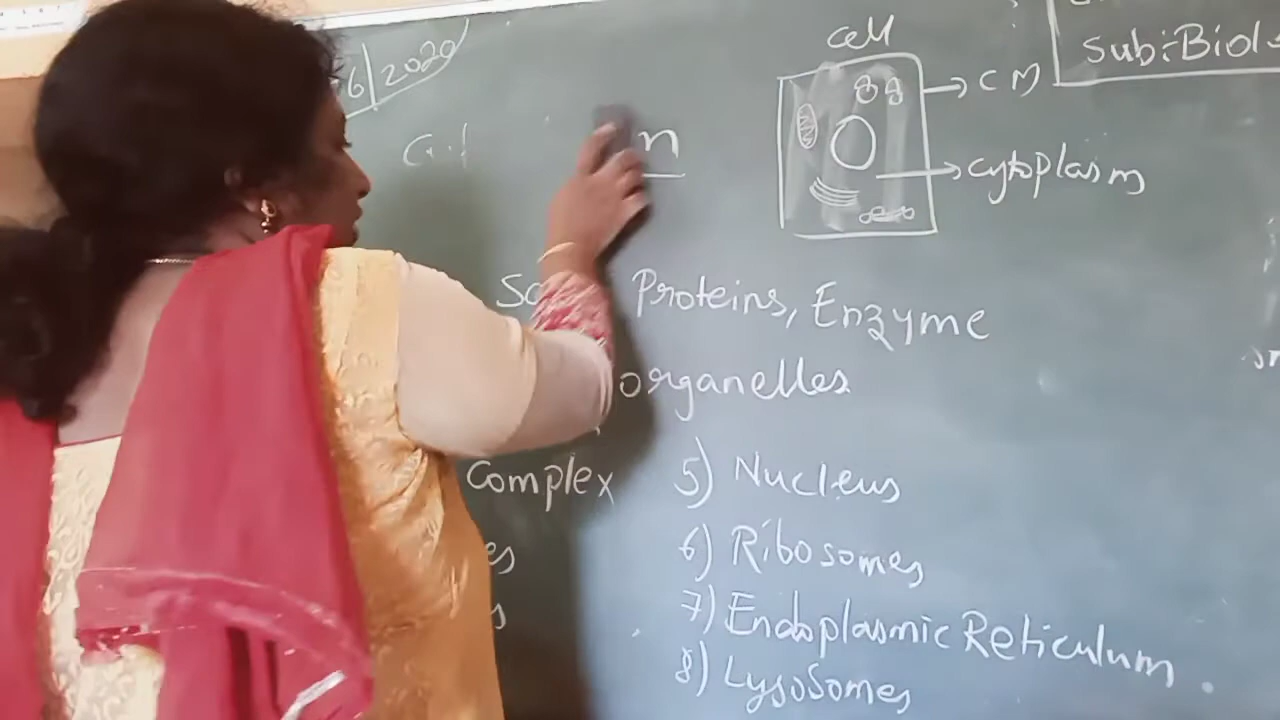 6/2020
cell
Sub:-Biol
CM
cytoplasm
Proteins, Enzyme
organelles
Complex
5) Nucleus
6) Ribosomes
7) Endoplasmic Reticulum
8) Lysosomes